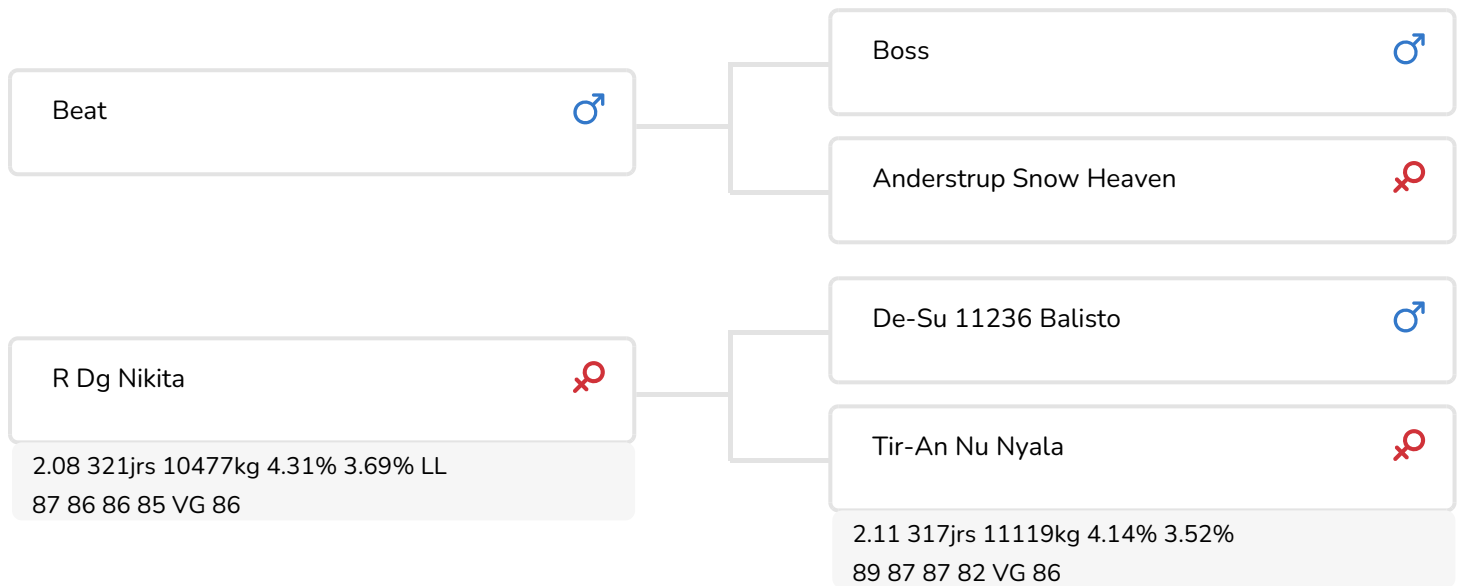 Boss
Beat
Anderstrup Snow Heaven
De-Su 11236 Balisto
R Dg Nikita
Tir-An Nu Nyala
2.08 321jrs 10477kg 4.31% 3.69% LL
87 86 86 85 VG 86
2.11 317jrs 11119kg 4.14% 3.52%
89 87 87 82 VG 86